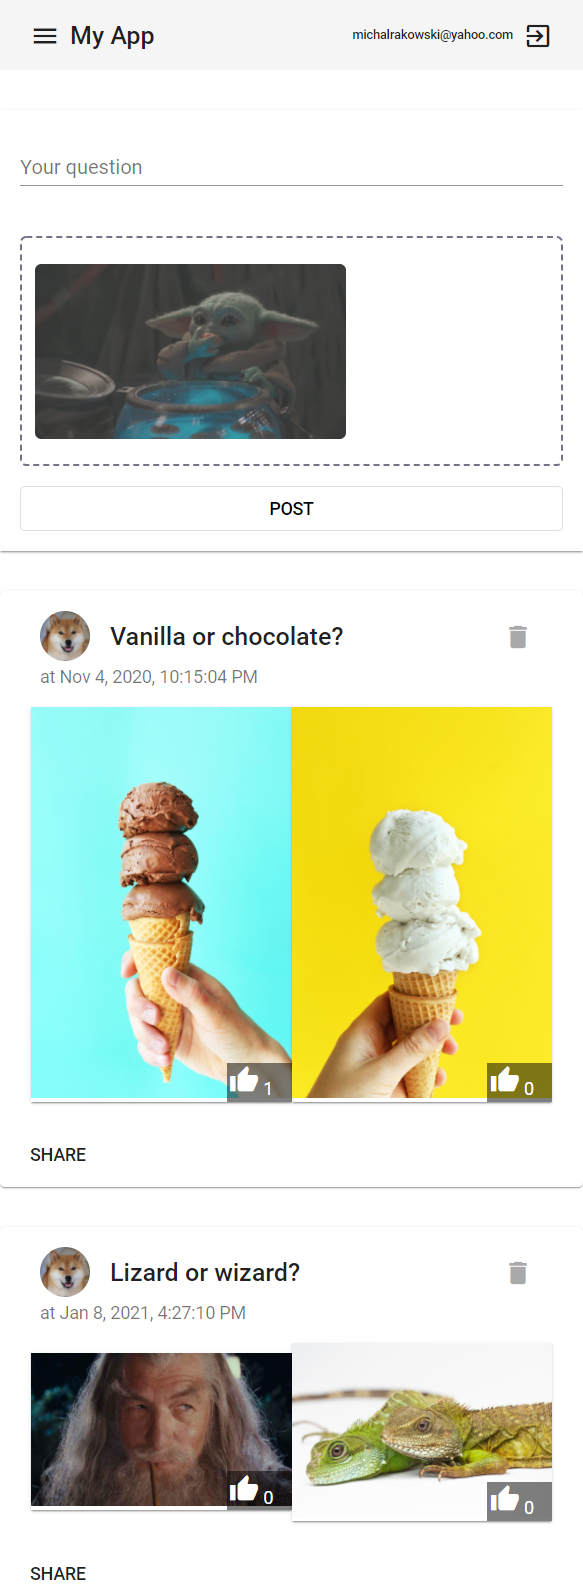 My App
michalrakowski@yahoo.com
Your question
POST
Vanilla or chocolate?
at Nov 4, 2020, 10:15:04 PM
1
0
SHARE
Lizard or wizard?
at Jan 8, 2021, 4:27:10 PM
0
0
SHARE